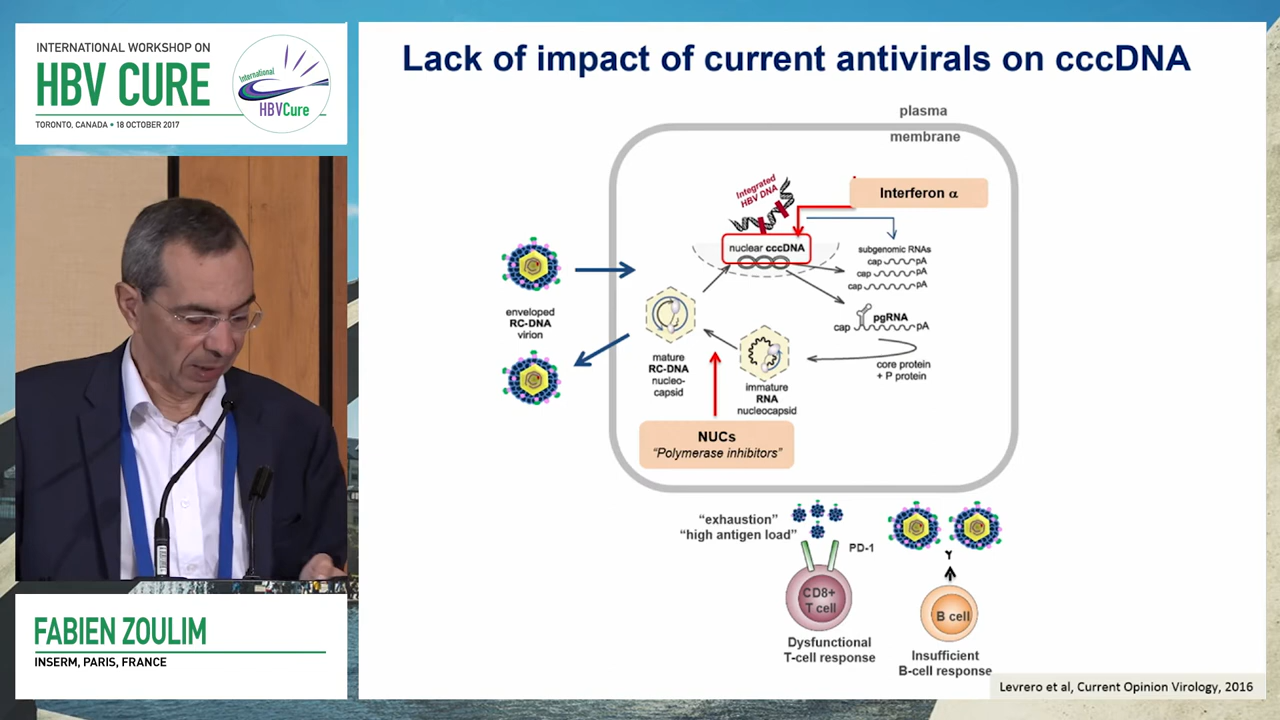 INTERNATIONAL WORKSHOP ON
HBV CURE
TORONTO, CANADA • 18 OCTOBER 2017
International
HBVCure
FABIEN ZOULIM
INSERM, PARIS, FRANCE
Lack of impact of current antivirals on cccDNA
plasma
membrane
Integrated
HBV DNA
Interferon α
nuclear cccDNA
subgenomic RNAs
cap pA
cap pA
cap pA
pgRNA
cap pA
core protein
+ P protein
enveloped
RC-DNA
virion
mature
RC-DNA
nucleo-
capsid
immature
RNA
nucleocapsid
NUCs
“Polymerase inhibitors”
“exhaustion”
“high antigen load”
PD-1
CD8+
T cell
B cell
Dysfunctional
T-cell response
Insufficient
B-cell response
Levrero et al, Current Opinion Virology, 2016